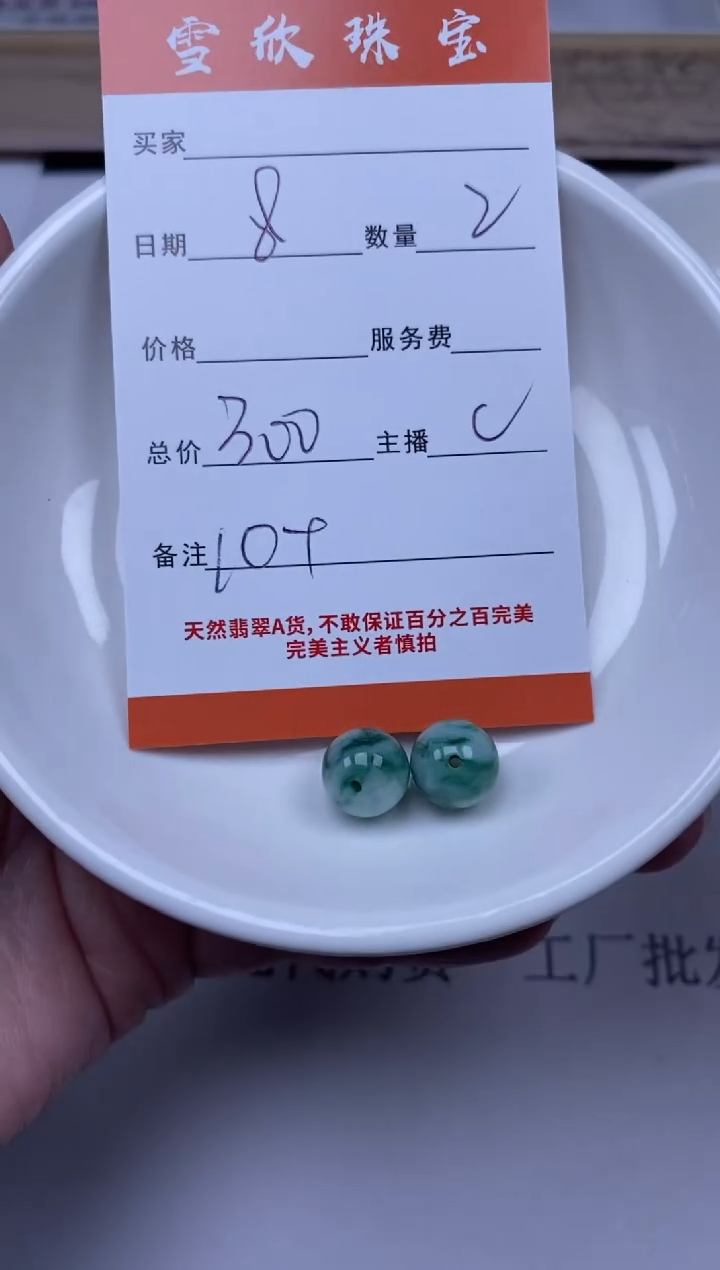 雪欣珠宝
买家
日期 8 数量 2
价格 服务费
总价 300 主播
备注 104
天然翡翠A货,不敢保证百分之百完美
完美主义者慎拍
工厂批发